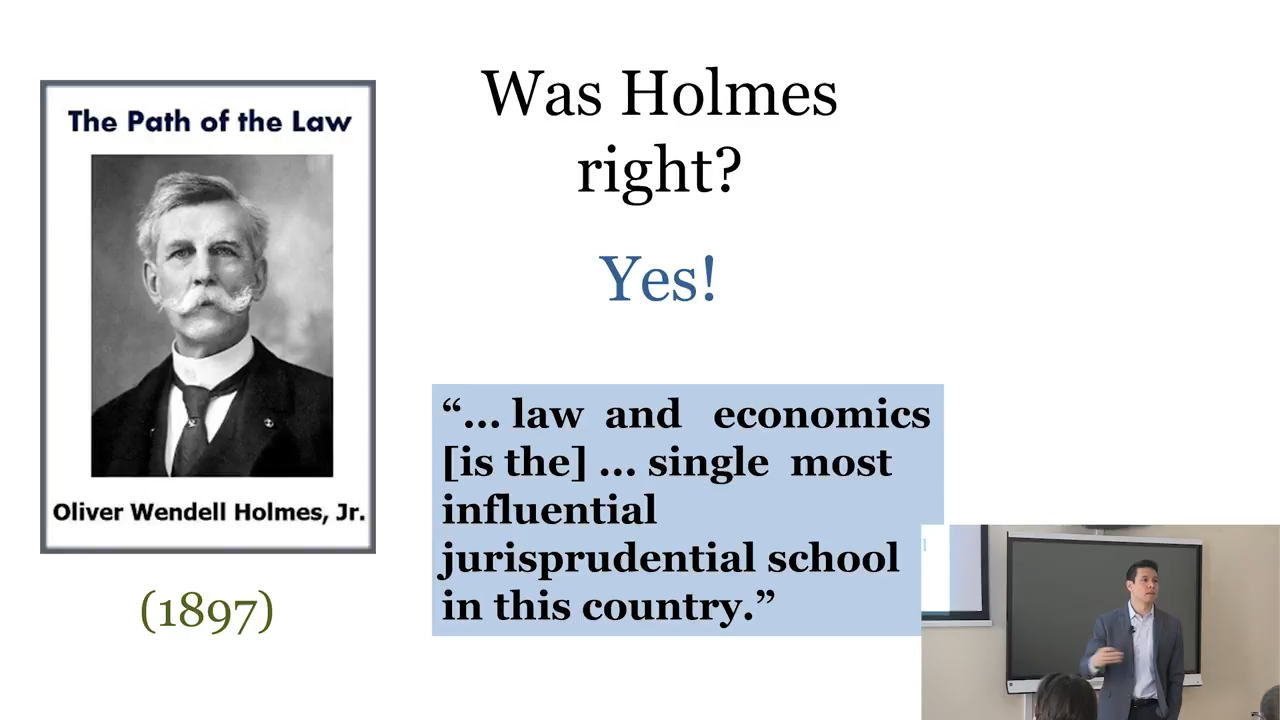 The Path of the Law
Oliver Wendell Holmes, Jr.
(1897)
Was Holmes
right?
Yes!
“... law and economics
[is the] ... single most
influential
jurisprudential school
in this country.”